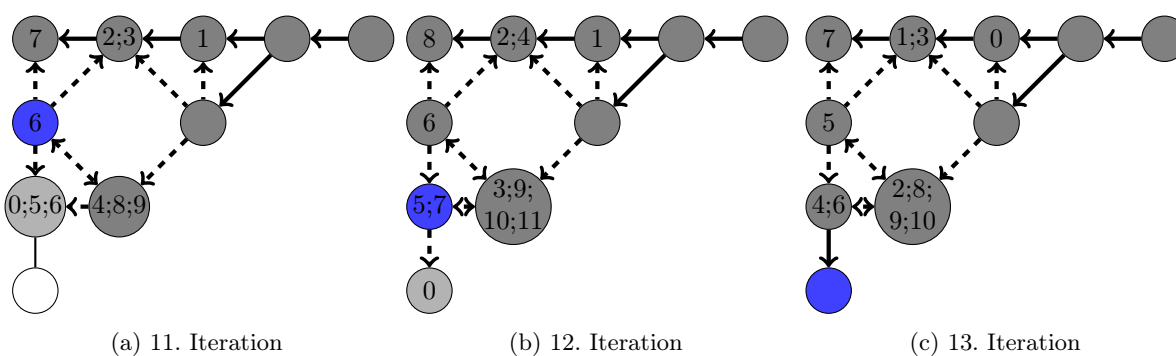 7 2;3 1
6
0;5;6 4;8;9
(a) 11. Iteration
8 2;4 1
6
5;7 3;9;
10;11
0
(b) 12. Iteration
7 1;3 0
5
4;6 2;8;
9;10
(c) 13. Iteration